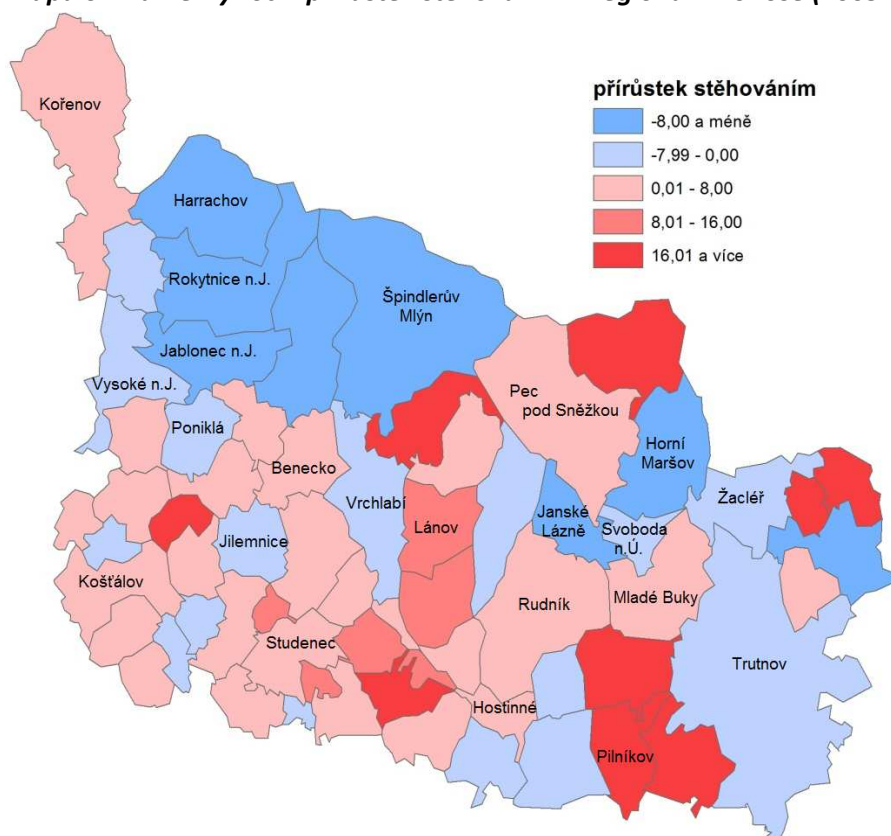 přírůstek stěhováním
-8,00 a méně
-7,99 - 0,00
0,01 - 8,00
8,01 - 16,00
16,01 a více
Kořenov
Harrachov
Rokytnice n.J.
Špindlerův
Mlýn
Jablonec n.J.
Vysoké n.J.
Pec
pod Sněžkou
Poniklá
Horní
Maršov
Benecko
Vrchlabí
Žacléř
Lánov
Janské
Lázně
Svoboda
n.Ú.
Jilemnice
Košťálov
Rudník
Mladé Buky
Studenec
Trutnov
Hostinné
Pilníkov